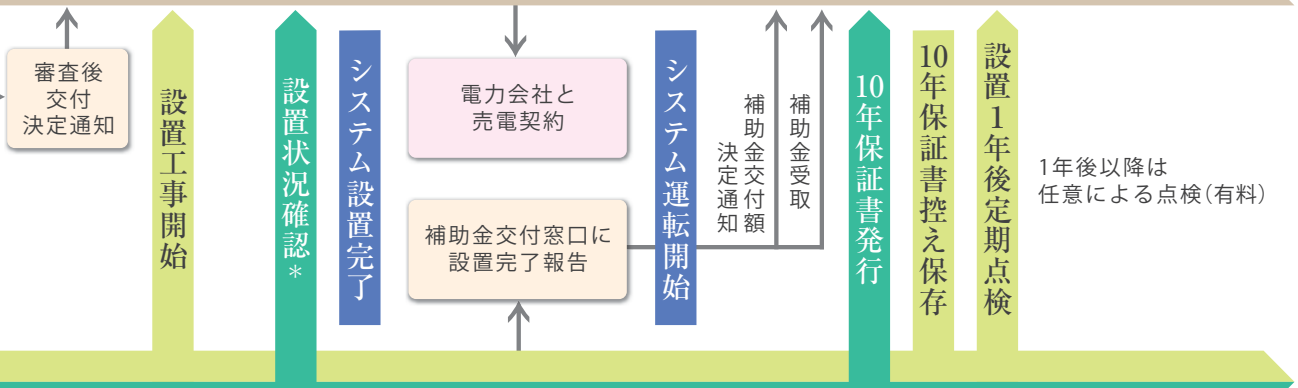 審査後
交付
決定通知
設置工事開始
設置状況確認＊
システム設置完了
電力会社と
売電契約
補助金交付窓口に
設置完了報告
システム運転開始
補助金交付額
決定通知
補助金受取
10年保証書発行
10年保証書控え保存
設置1年後定期点検
1年後以降は
任意による点検(有料)